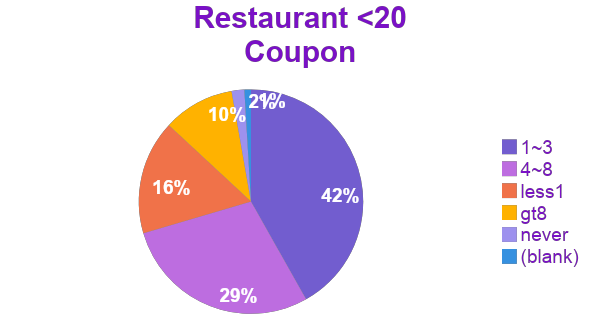 Restaurant <20
Coupon
2%
1%
10%
16%
42%
29%
1~3
4~8
less1
gt8
never
(blank)